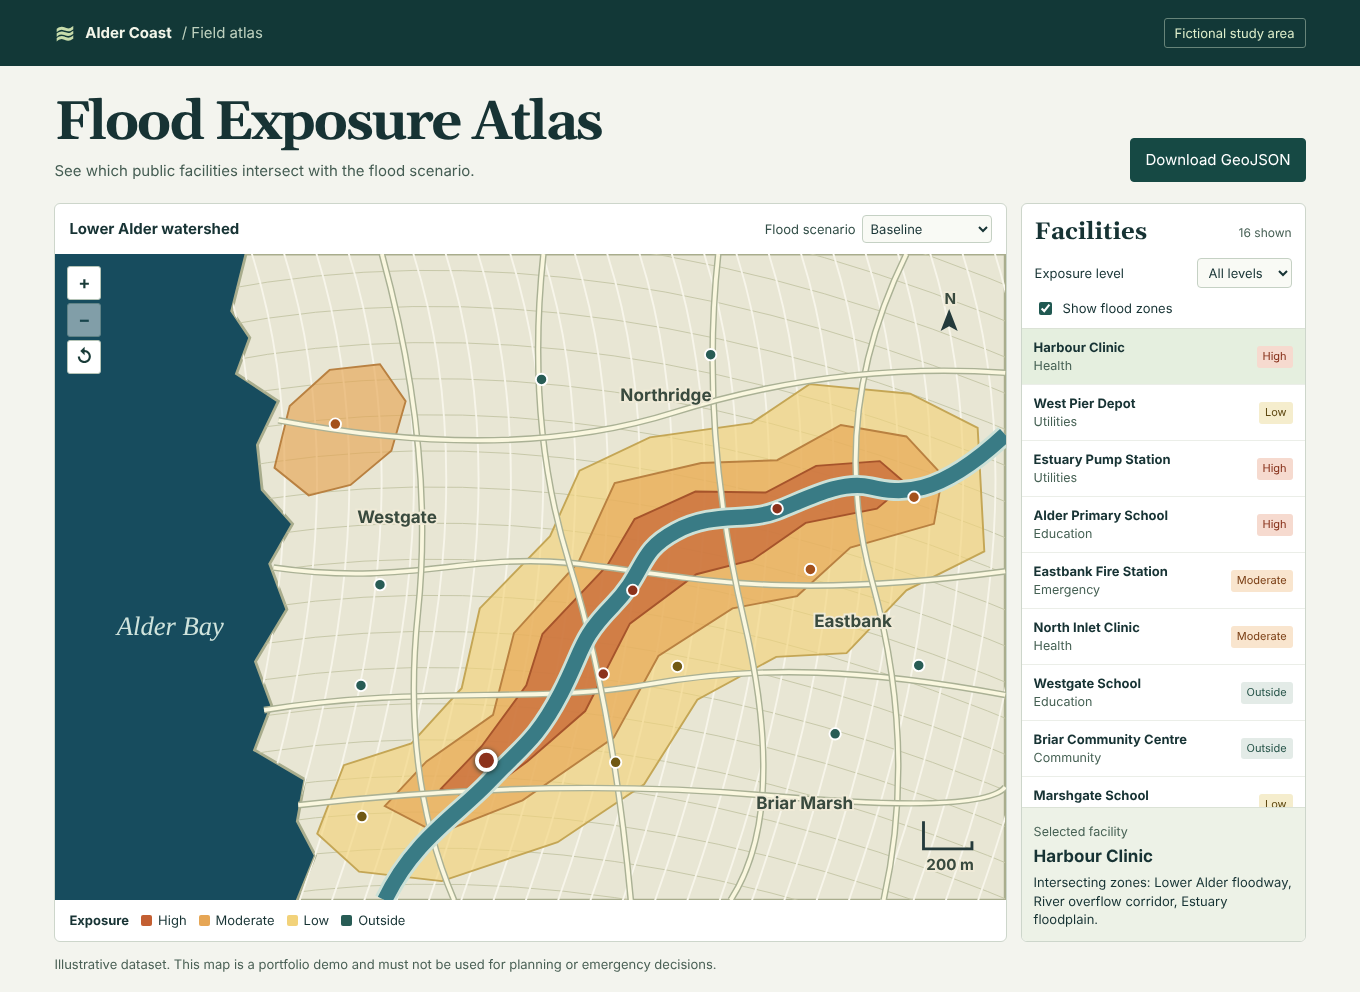 Alder Coast / Field atlas
Fictional study area
Flood Exposure Atlas
See which public facilities intersect with the flood scenario.
Download GeoJSON
Lower Alder watershed
Flood scenario Baseline
+
−
N
Northridge
Westgate
Alder Bay
Eastbank
Briar Marsh
200 m
Exposure High Moderate Low Outside
Facilities
16 shown
Exposure level All levels
Show flood zones
Harbour Clinic
Health
High
West Pier Depot
Utilities
Low
Estuary Pump Station
Utilities
High
Alder Primary School
Education
High
Eastbank Fire Station
Emergency
Moderate
North Inlet Clinic
Health
Moderate
Westgate School
Education
Outside
Briar Community Centre
Community
Outside
Marshgate School
Low
Selected facility
Harbour Clinic
Intersecting zones: Lower Alder floodway,
River overflow corridor, Estuary
floodplain.
Illustrative dataset. This map is a portfolio demo and must not be used for planning or emergency decisions.